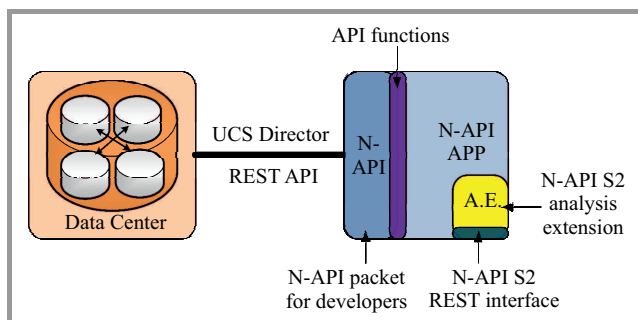 API functions
UCS Director
REST API
Data Center
N-
API
N-API
APP
A.E.
N-API S2
analysis
extension
N-API packet
for developers
N-API S2
REST interface